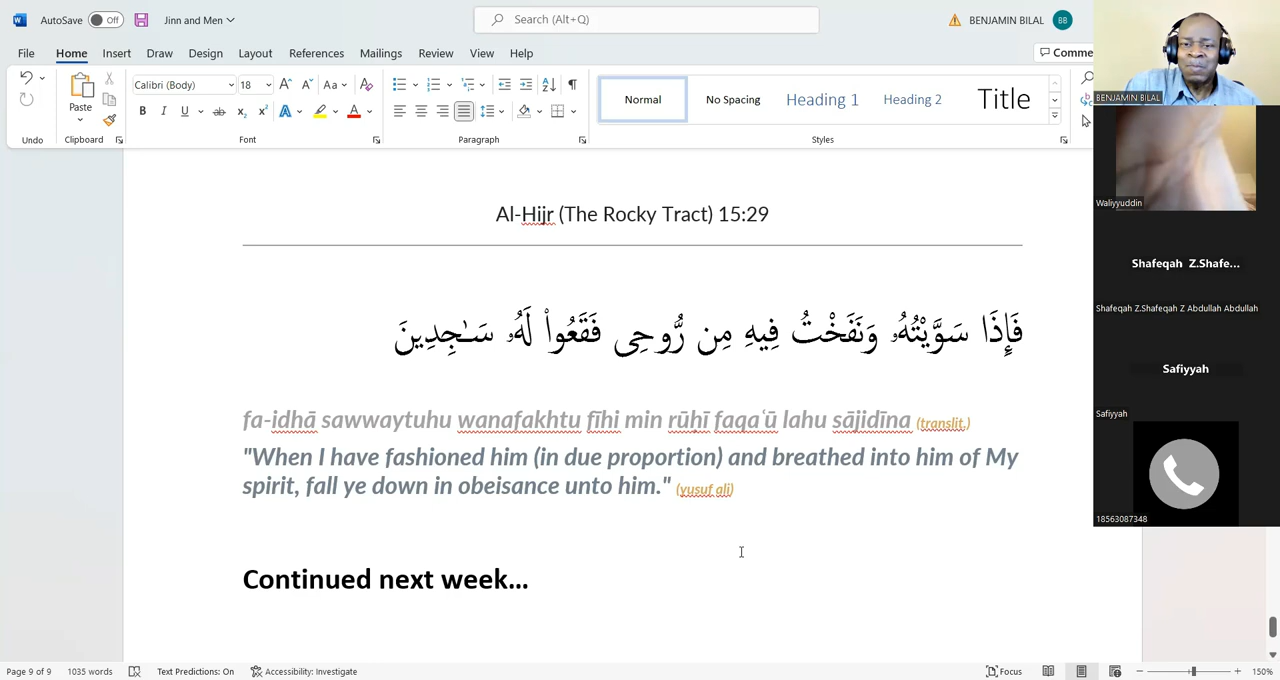 AutoSave Off Jinn and Men Search (Alt+Q) BENJAMIN BILAL BB
File Home Insert Draw Design Layout References Mailings Review View Help Comme
Calibri (Body) 18 Aa
Paste
B I U ab x₂ x² A A
Normal No Spacing Heading 1 Heading 2 Title
Undo Clipboard Font Paragraph Styles
Al-Hijr (The Rocky Tract) 15:29
فَإِذَا سَوَّيْتُهُۥ وَنَفَخْتُ فِيهِ مِن رُّوحِى فَقَعُوا۟ لَهُۥ سَـٰجِدِينَ
fa-idhā sawwaytuhu wanafakhtu fīhi min rūḥī faqaʿū lahu sājidīna (translit.)
"When I have fashioned him (in due proportion) and breathed into him of My
spirit, fall ye down in obeisance unto him." (yusuf ali)
Continued next week...
Page 9 of 9 1035 words Text Predictions: On Accessibility: Investigate Focus 150%
BENJAMIN BILAL
Waliyyuddin
Shafeqah Z.Shafe...
Shafeqah Z.Shafeqah Z Abdullah Abdullah
Safiyyah
Safiyyah
18563087348